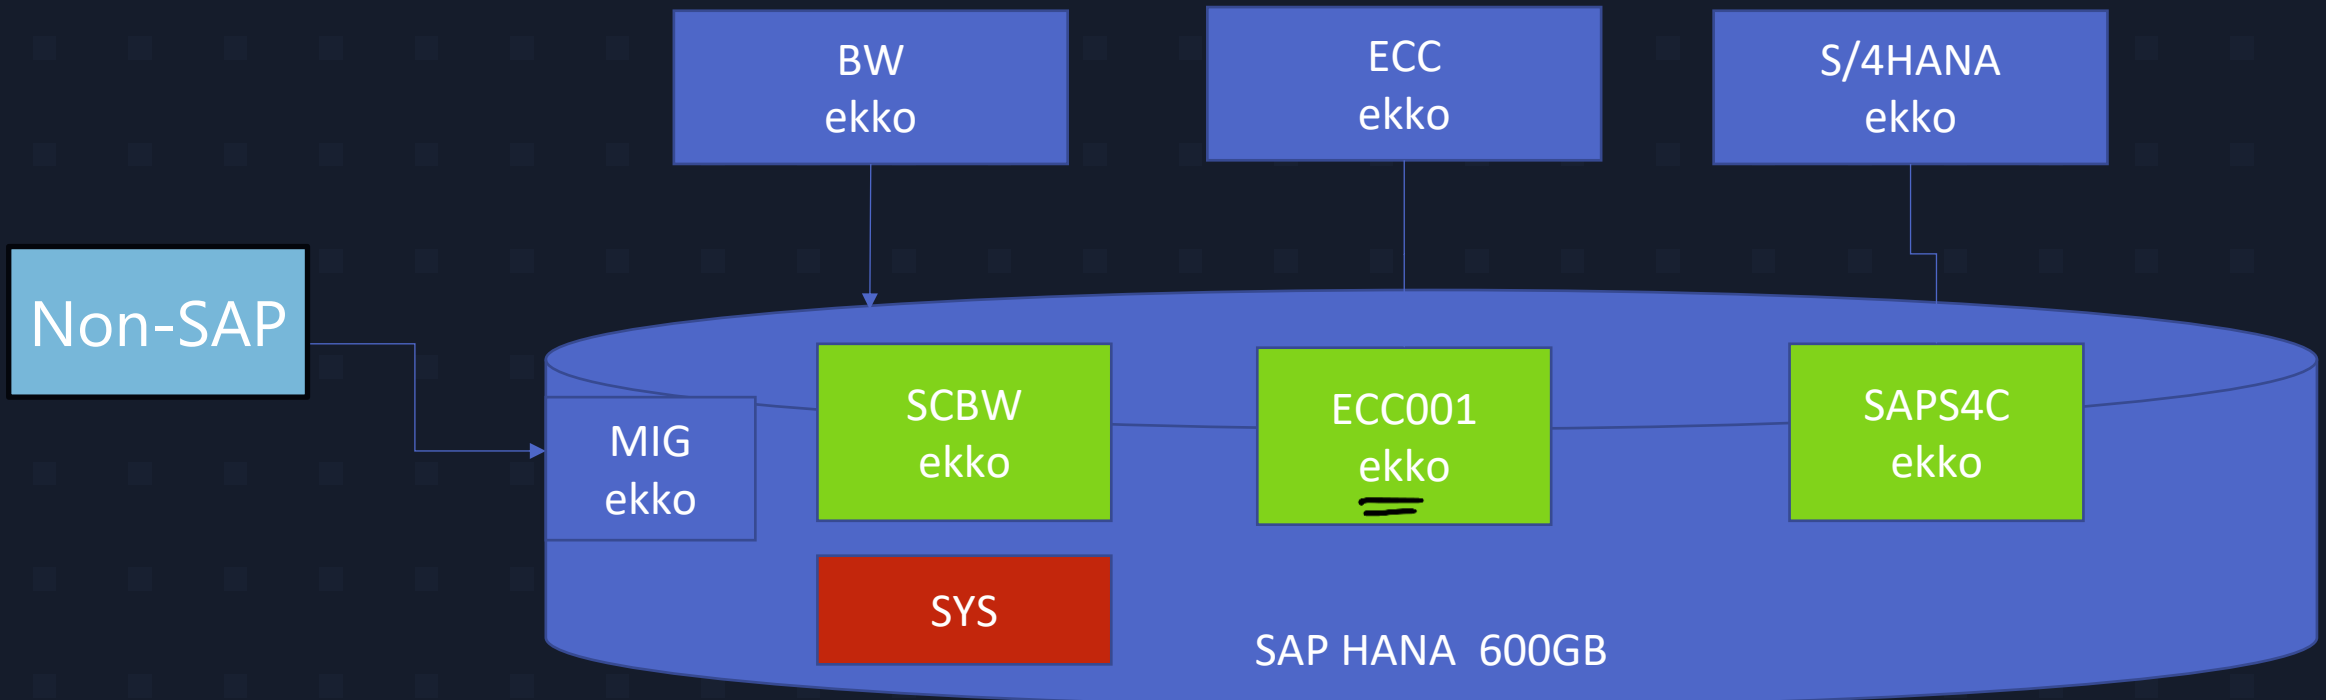 BW
ekko
ECC
ekko
S/4HANA
ekko
Non-SAP
MIG
ekko
SCBW
ekko
ECC001
ekko
SAPS4C
ekko
SYS
SAP HANA 600GB